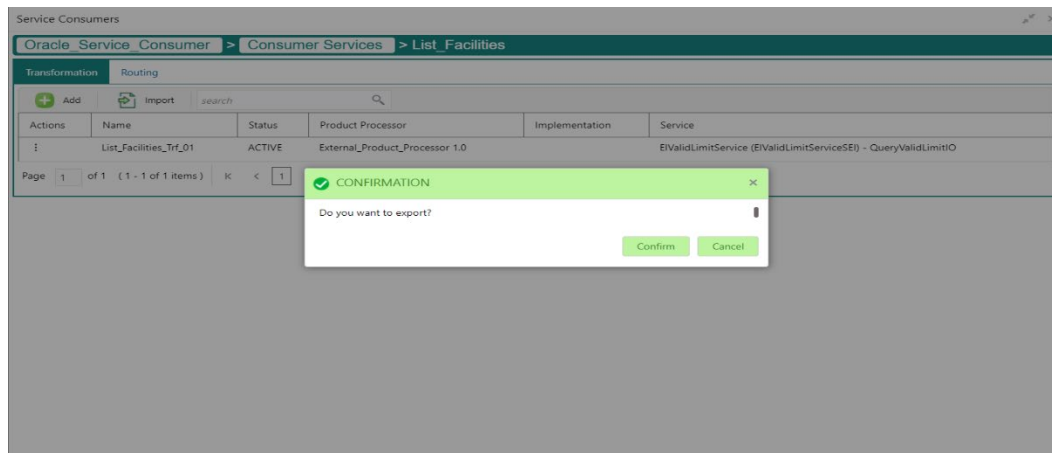 Service Consumers
Oracle_Service_Consumer > Consumer Services > List_Facilities
Transformation Routing
Add Import search
Actions Name Status Product Processor Implementation Service
List_Facilities_Trf_01 ACTIVE External_Product_Processor 1.0 EIValidLimitService (EIValidLimitServiceSEI) - QueryValidLimitIO
Page 1 of 1 (1 - 1 of 1 items) K < 1
CONFIRMATION ×
Do you want to export?
Confirm Cancel